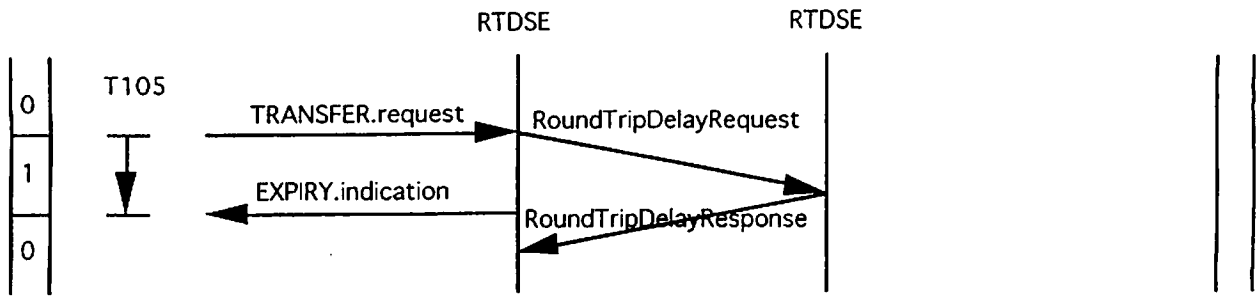 RTDSE RTDSE
T105
0
TRANSFER.request RoundTripDelayRequest
1
EXPIRY.indication
RoundTripDelayResponse
0